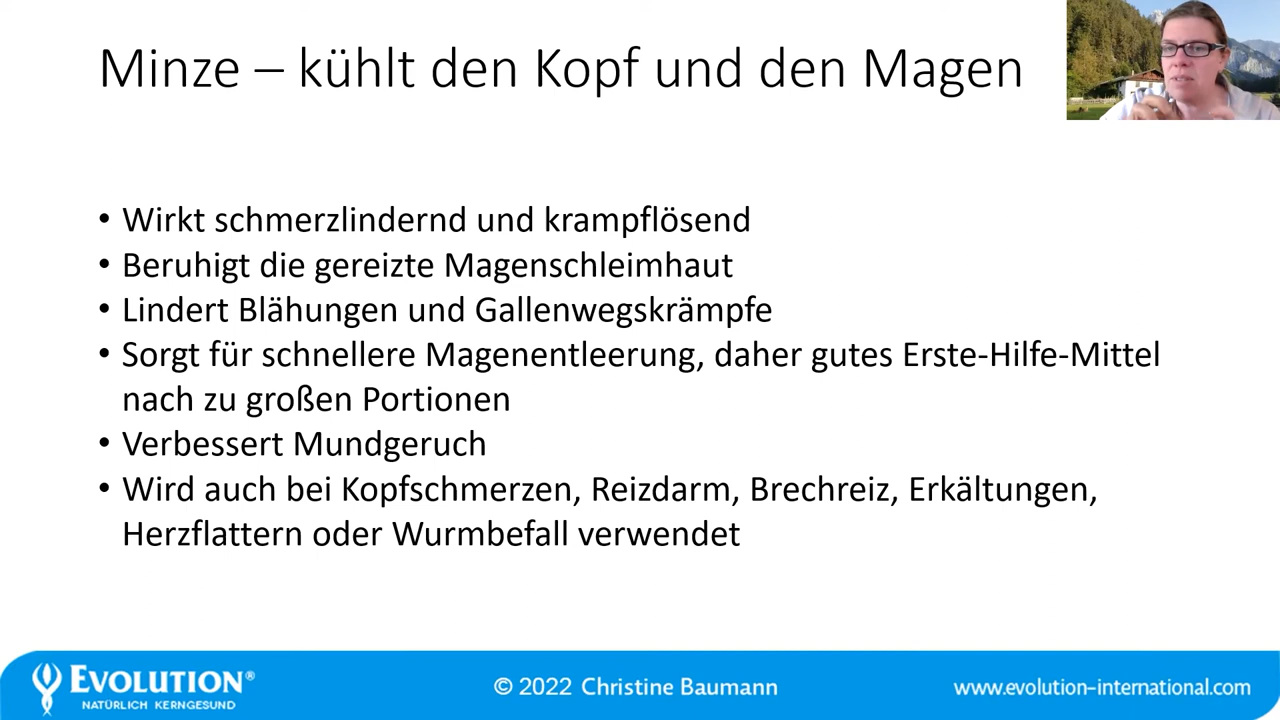 Minze – kühlt den Kopf und den Magen
• Wirkt schmerzlindernd und krampflösend
• Beruhigt die gereizte Magenschleimhaut
• Lindert Blähungen und Gallenwegskrämpfe
• Sorgt für schnellere Magenentleerung, daher gutes Erste-Hilfe-Mittel
nach zu großen Portionen
• Verbessert Mundgeruch
• Wird auch bei Kopfschmerzen, Reizdarm, Brechreiz, Erkältungen,
Herzflattern oder Wurmbefall verwendet
EVOLUTION®
NATÜRLICH KERNGESUND
© 2022 Christine Baumann
www.evolution-international.com